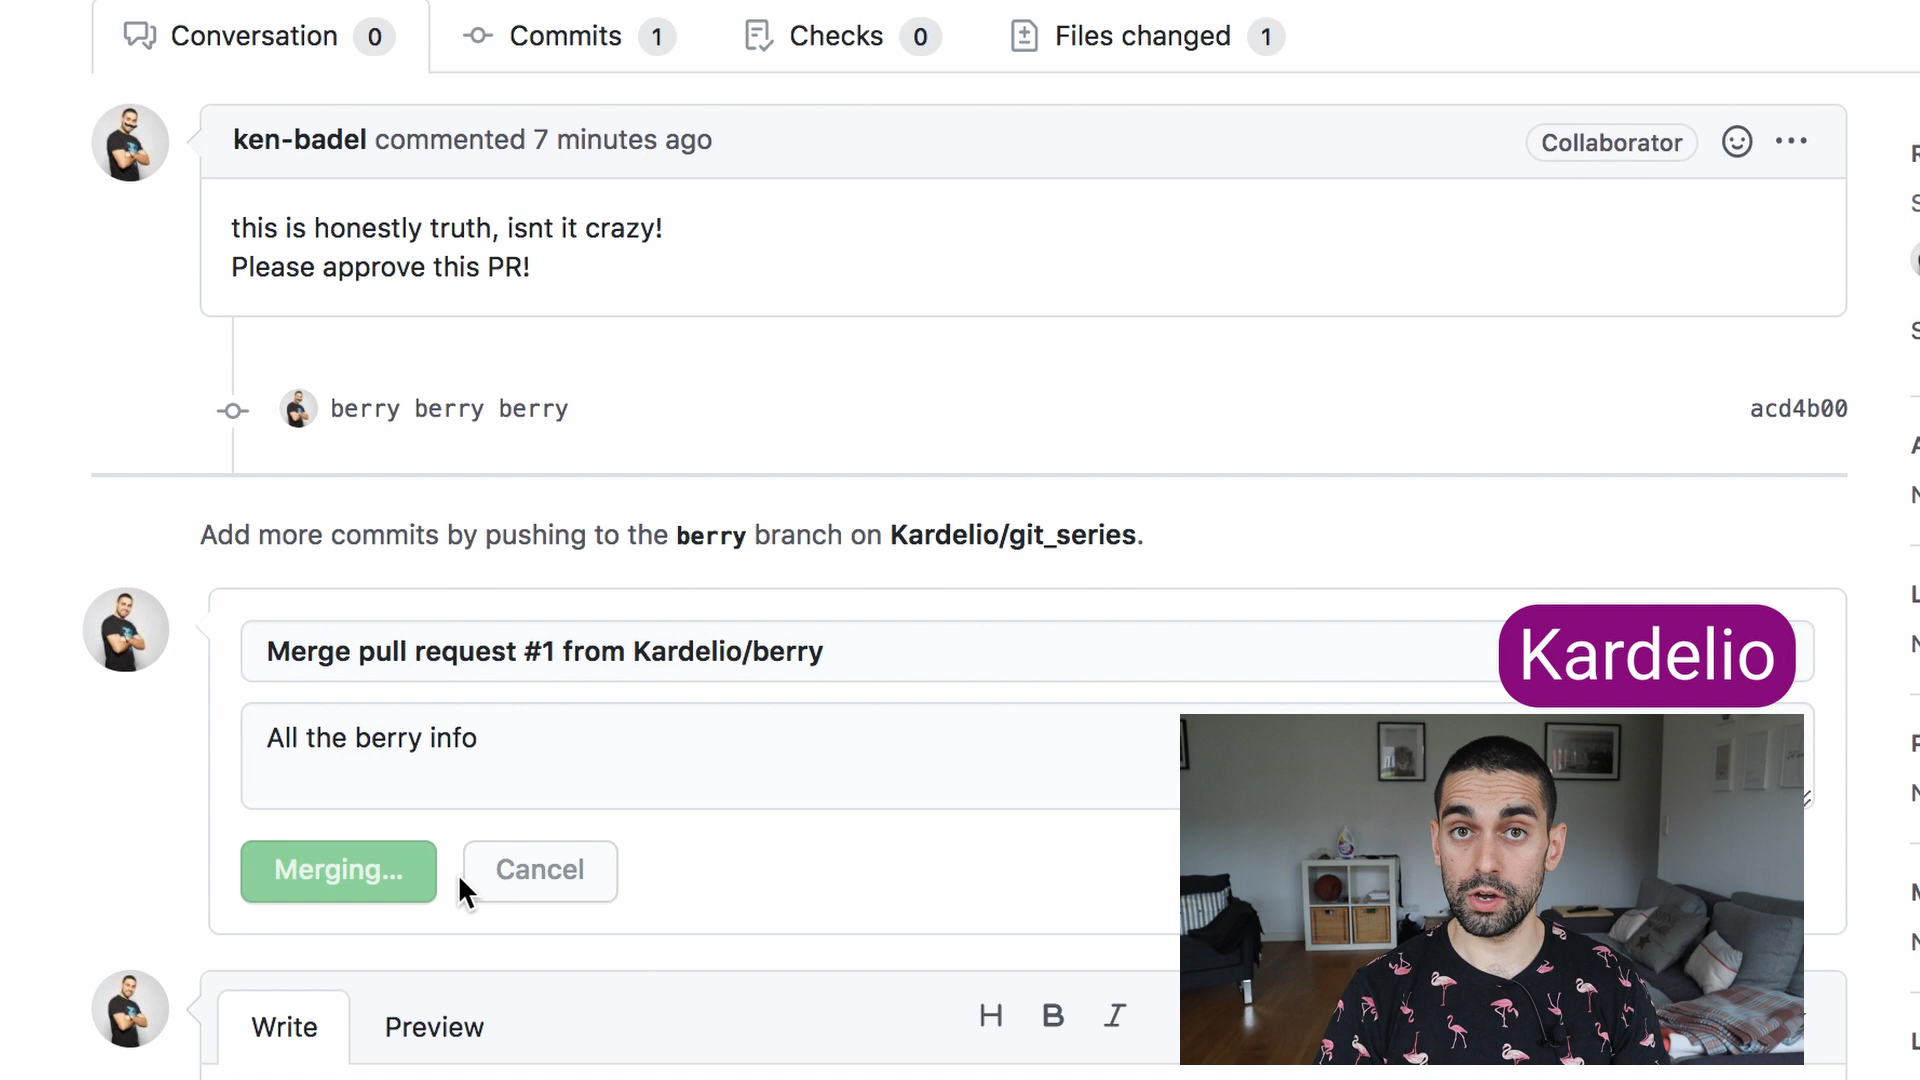 Conversation 0 Commits 1 Checks 0 Files changed 1
ken-badel commented 7 minutes ago Collaborator
this is honestly truth, isnt it crazy!
Please approve this PR!
berry berry berry acd4b00
Add more commits by pushing to the berry branch on Kardelio/git_series.
Merge pull request #1 from Kardelio/berry
Kardelio
All the berry info
Merging... Cancel
Write Preview H B I